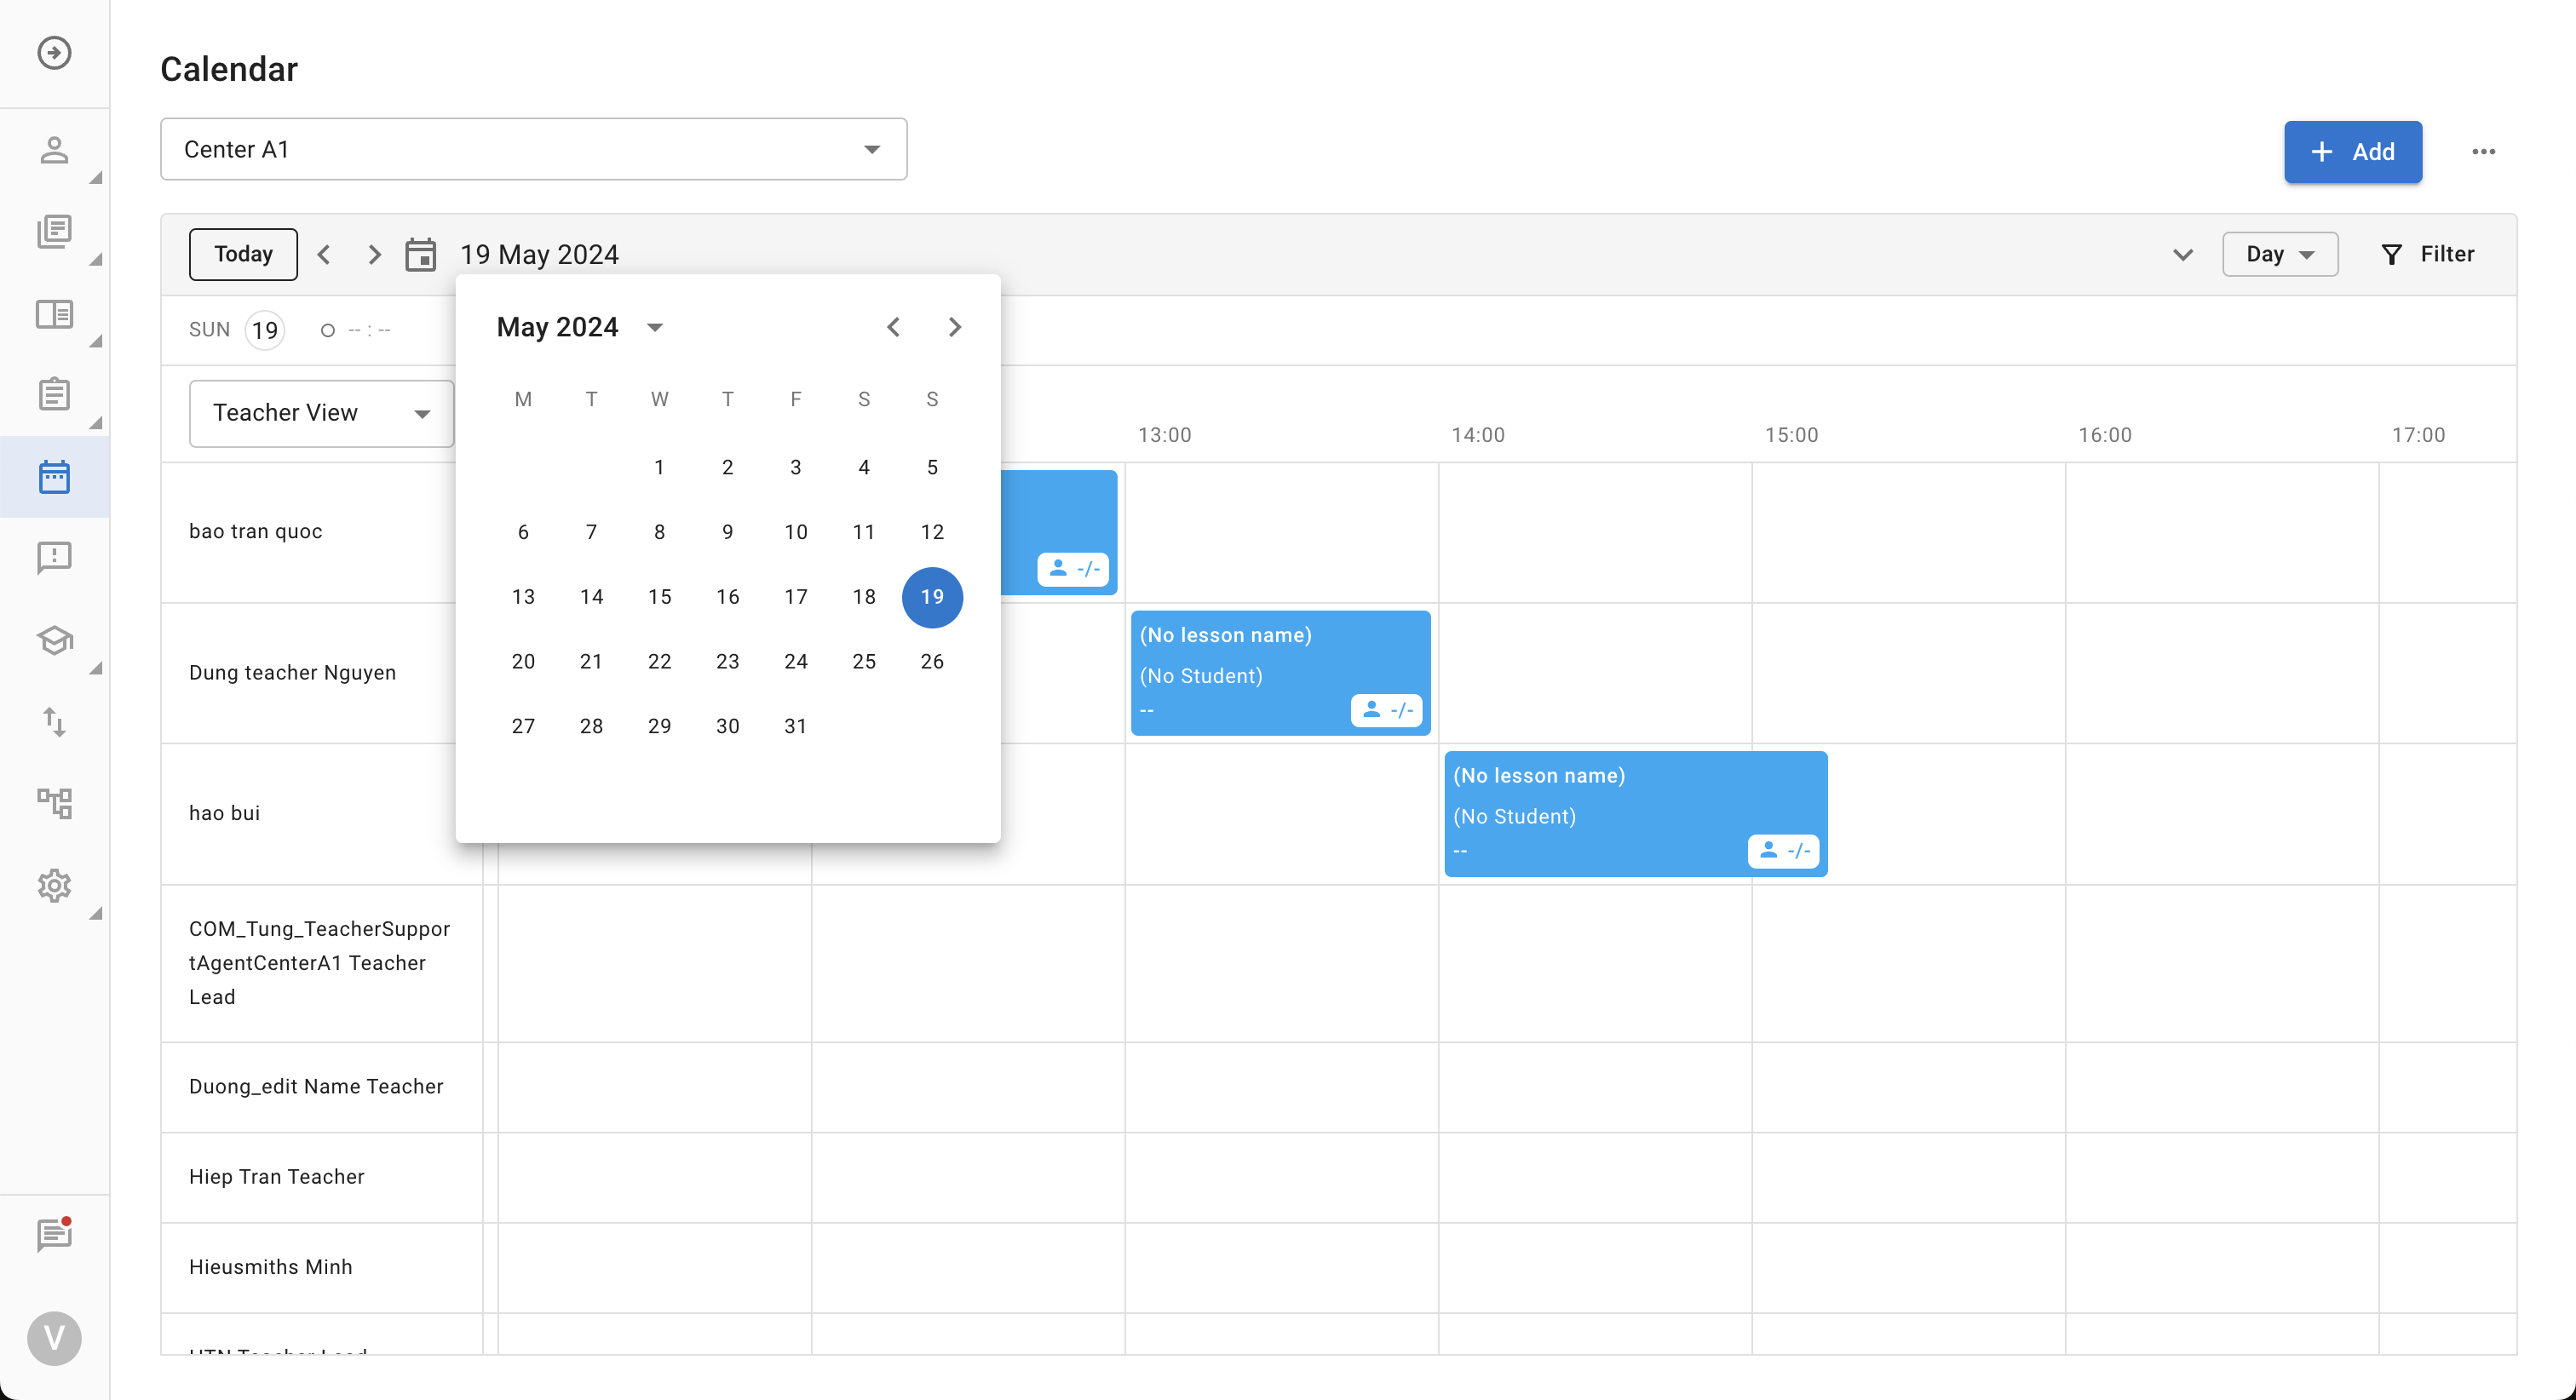 Calendar
Center A1
Add
Today
19 May 2024
Day
Filter
SUN 19 -- : --
May 2024
M T W T F S S
1 2 3 4 5
6 7 8 9 10 11 12
13 14 15 16 17 18 19
20 21 22 23 24 25 26
27 28 29 30 31
Teacher View
13:00 14:00 15:00 16:00 17:00
bao tran quoc
-/-
Dung teacher Nguyen
(No lesson name)
(No Student)
--
-/-
hao bui
(No lesson name)
(No Student)
--
-/-
COM_Tung_TeacherSuppor
tAgentCenterA1 Teacher
Lead
Duong_edit Name Teacher
Hiep Tran Teacher
Hieusmiths Minh
V